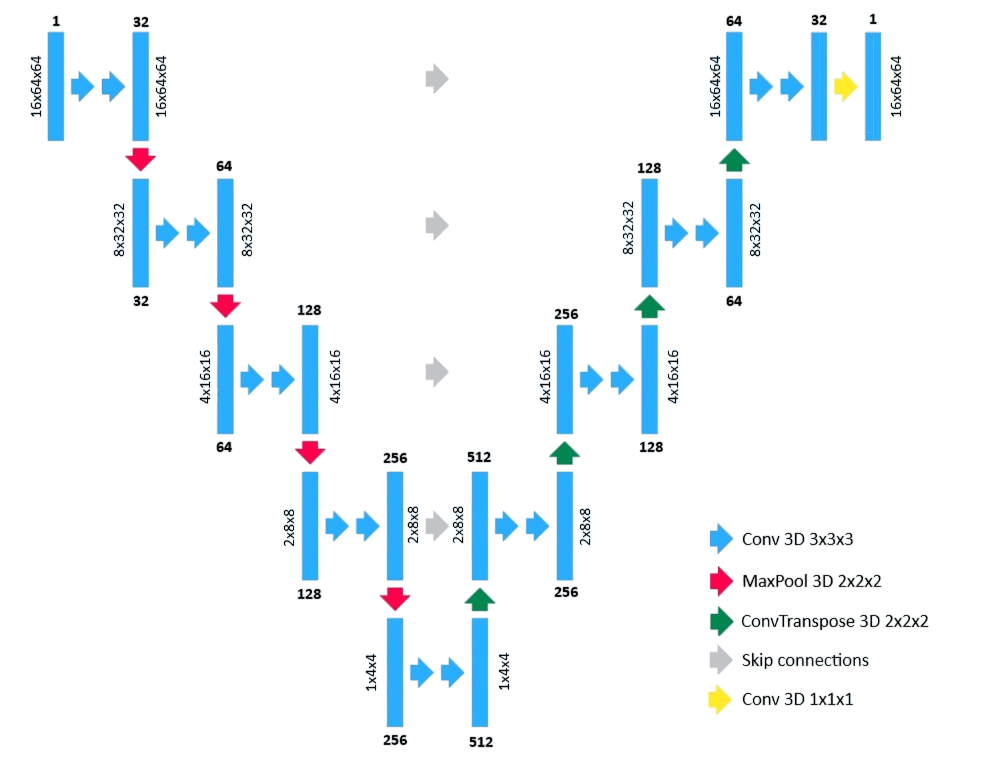 1
32
64
32
1
16x64x64
16x64x64
16x64x64
16x64x64
64
128
8x32x32
8x32x32
8x32x32
8x32x32
32
64
128
256
4x16x16
4x16x16
4x16x16
4x16x16
64
128
256
512
2x8x8
2x8x8
2x8x8
2x8x8
128
256
1x4x4
1x4x4
256
512
Conv 3D 3x3x3
MaxPool 3D 2x2x2
ConvTranspose 3D 2x2x2
Skip connections
Conv 3D 1x1x1